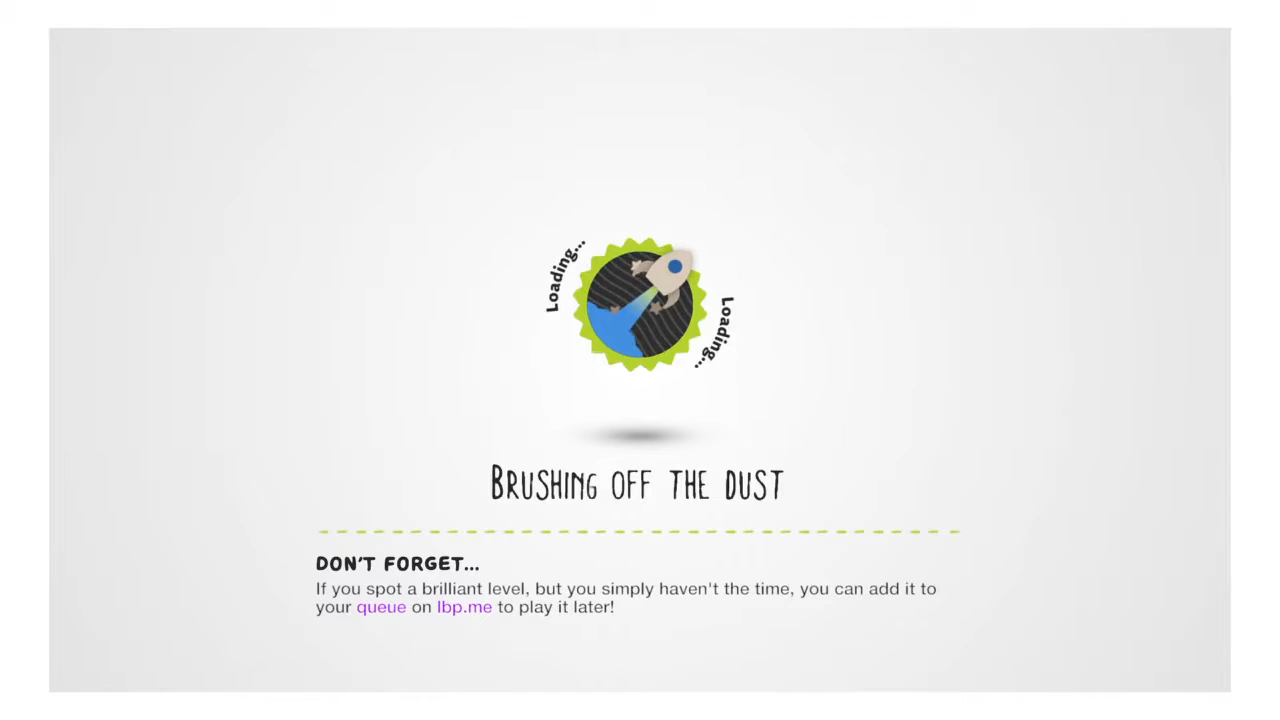 Loading...
Loading...
BRUSHING OFF THE DUST
DON'T FORGET...
If you spot a brilliant level, but you simply haven't the time, you can add it to
your queue on lbp.me to play it later!